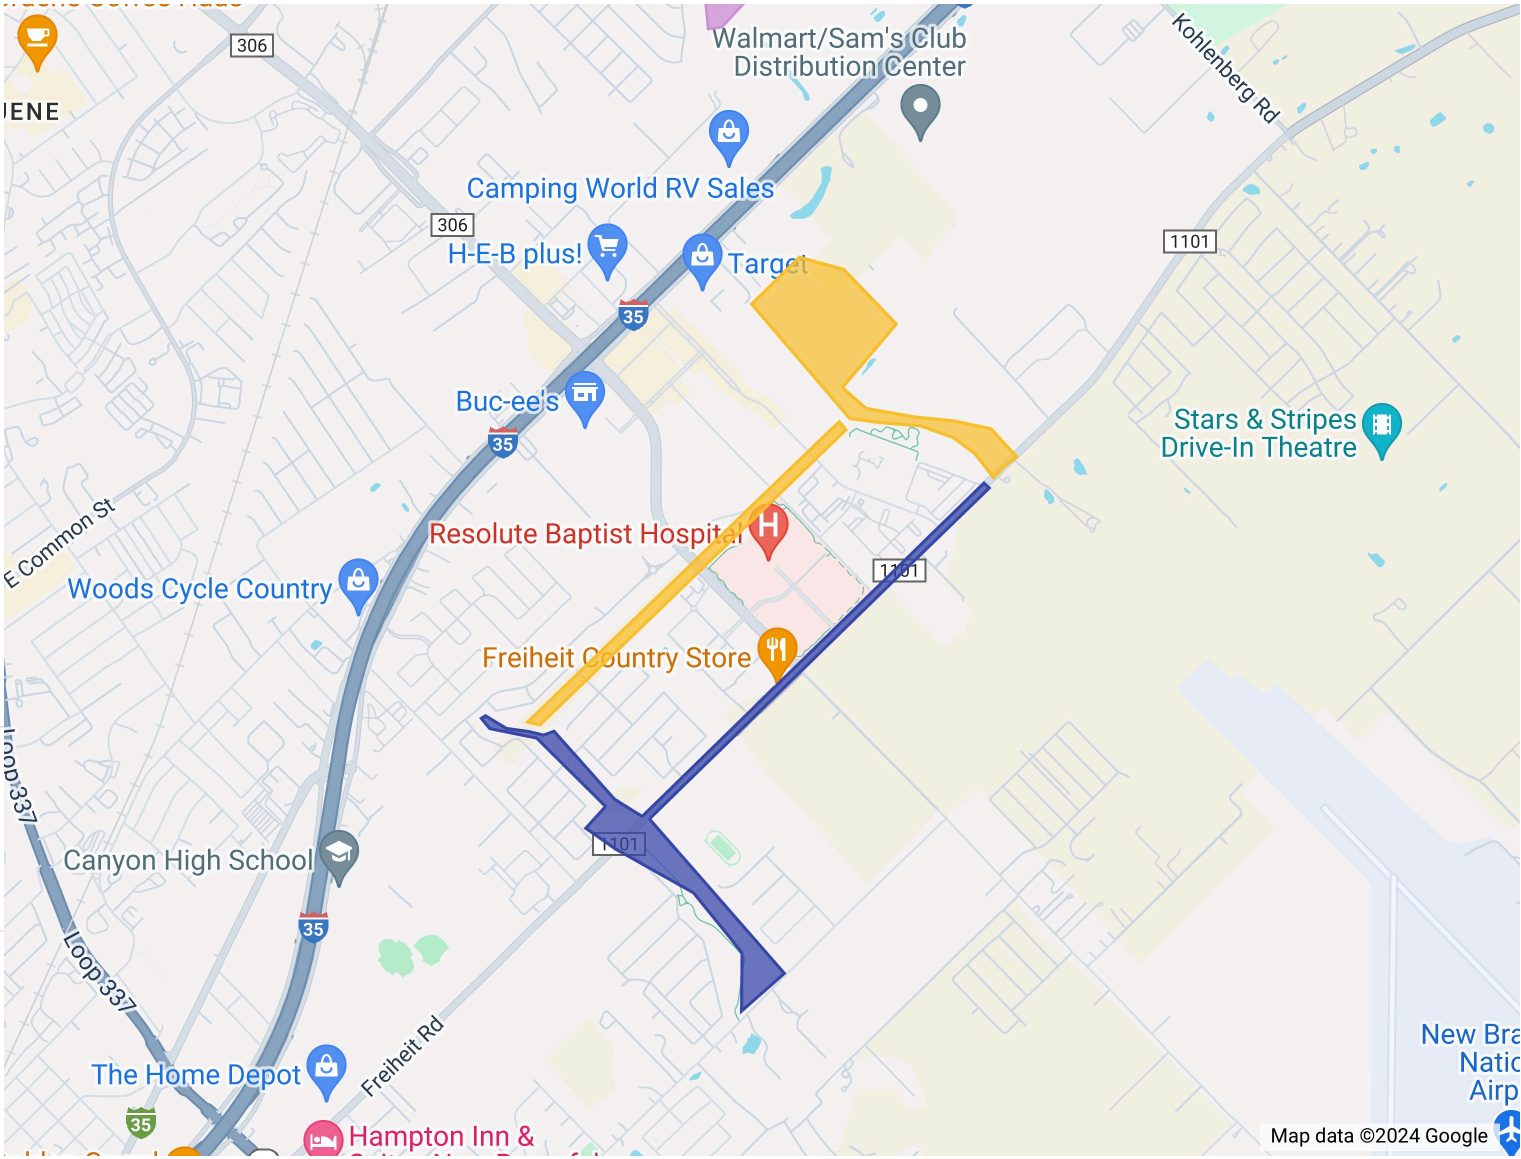 306
Kohlenberg Rd
Walmart/Sam's Club
Distribution Center
JENE
Camping World RV Sales
306
H-E-B plus!
Target
1101
35
Buc-ee's
35
Stars & Stripes
Drive-In Theatre
E Common St
Resolute Baptist Hospital
H
1101
Woods Cycle Country
Freiheit Country Store
Loop 337
1101
Canyon High School
35
Loop 337
Freiheit Rd
The Home Depot
35
New Bra
Natio
Airp
Hampton Inn &
Map data ©2024 Google